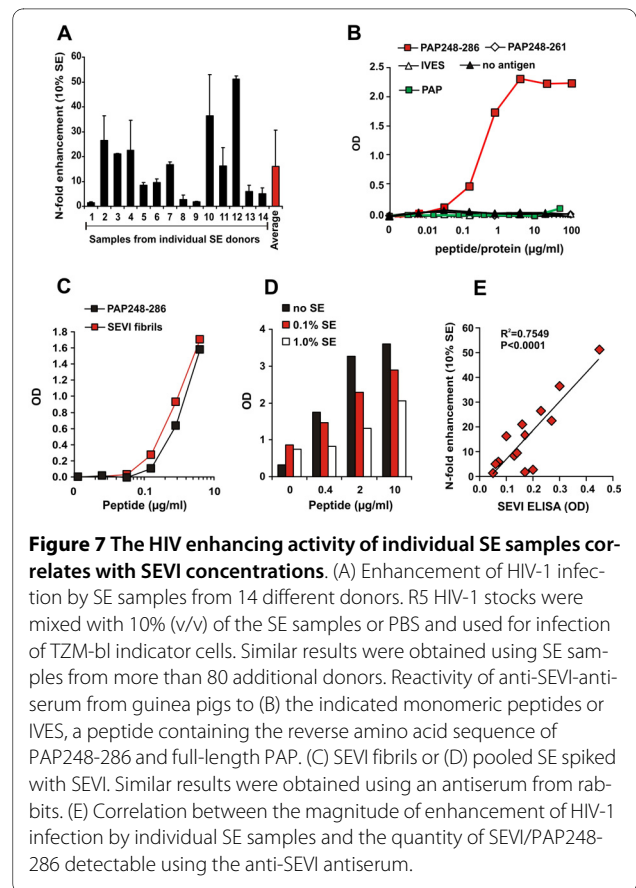 A
N-fold enhancement (10% SE)
60
50
40
30
20
10
0
1 2 3 4 5 6 7 8 9 10 11 12 13 14
Average
Samples from individual SE donors
B
PAP248-286 PAP248-261
IVES no antigen
PAP
OD
2.5
2.0
1.5
1.0
0.5
0.0
0 0.01 0.1 1 10 100
peptide/protein (µg/ml)
C
PAP248-286
SEVI fibrils
OD
1.8
1.6
1.4
1.2
1.0
0.8
0.6
0.4
0.2
0.0
0 0.1 10
Peptide (µg/ml)
D
no SE
0.1% SE
1.0% SE
OD
4
3
2
1
0
0 0.4 2 10
Peptide (µg/ml)
E
R²=0.7549
P<0.0001
N-fold enhancement (10% SE)
60
50
40
30
20
10
0
0.0 0.1 0.2 0.3 0.4 0.5
SEVI ELISA (OD)
Figure 7 The HIV enhancing activity of individual SE samples cor-
relates with SEVI concentrations. (A) Enhancement of HIV-1 infec-
tion by SE samples from 14 different donors. R5 HIV-1 stocks were
mixed with 10% (v/v) of the SE samples or PBS and used for infection
of TZM-bl indicator cells. Similar results were obtained using SE sam-
ples from more than 80 additional donors. Reactivity of anti-SEVI-anti-
serum from guinea pigs to (B) the indicated monomeric peptides or
IVES, a peptide containing the reverse amino acid sequence of
PAP248-286 and full-length PAP. (C) SEVI fibrils or (D) pooled SE spiked
with SEVI. Similar results were obtained using an antiserum from rab-
bits. (E) Correlation between the magnitude of enhancement of HIV-1
infection by individual SE samples and the quantity of SEVI/PAP248-
286 detectable using the anti-SEVI antiserum.